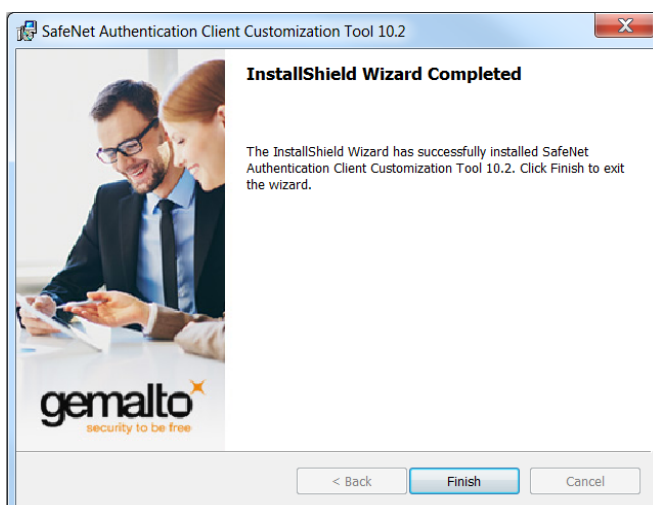 SafeNet Authentication Client Customization Tool 10.2
X
InstallShield Wizard Completed
The InstallShield Wizard has successfully installed SafeNet
Authentication Client Customization Tool 10.2. Click Finish to exit
the wizard.
gemalto
security to be free
< Back
Finish
Cancel